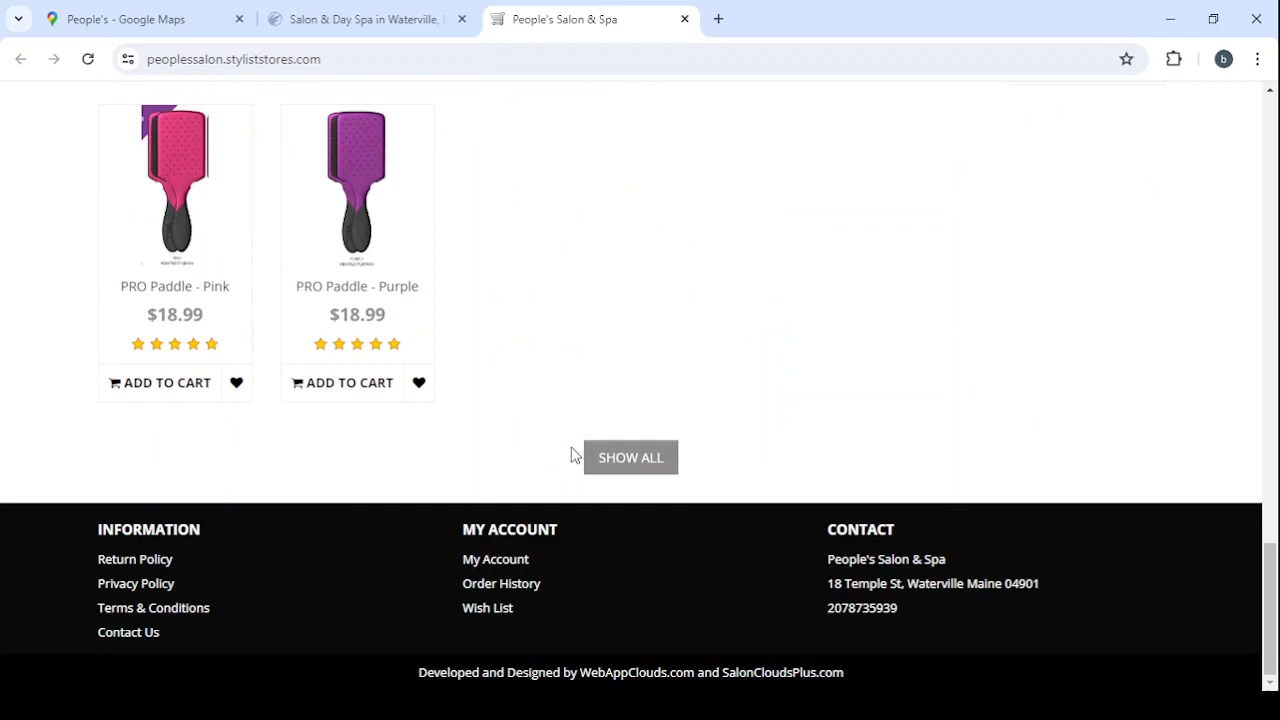 People's - Google Maps
Salon & Day Spa in Waterville,
People's Salon & Spa
peoplessalon.styliststores.com
b
PRO Paddle - Pink
PRO Paddle - Purple
$18.99
$18.99
ADD TO CART
ADD TO CART
SHOW ALL
INFORMATION
Return Policy
Privacy Policy
Terms & Conditions
Contact Us
MY ACCOUNT
My Account
Order History
Wish List
CONTACT
People's Salon & Spa
18 Temple St, Waterville Maine 04901
2078735939
Developed and Designed by WebAppClouds.com and SalonCloudsPlus.com